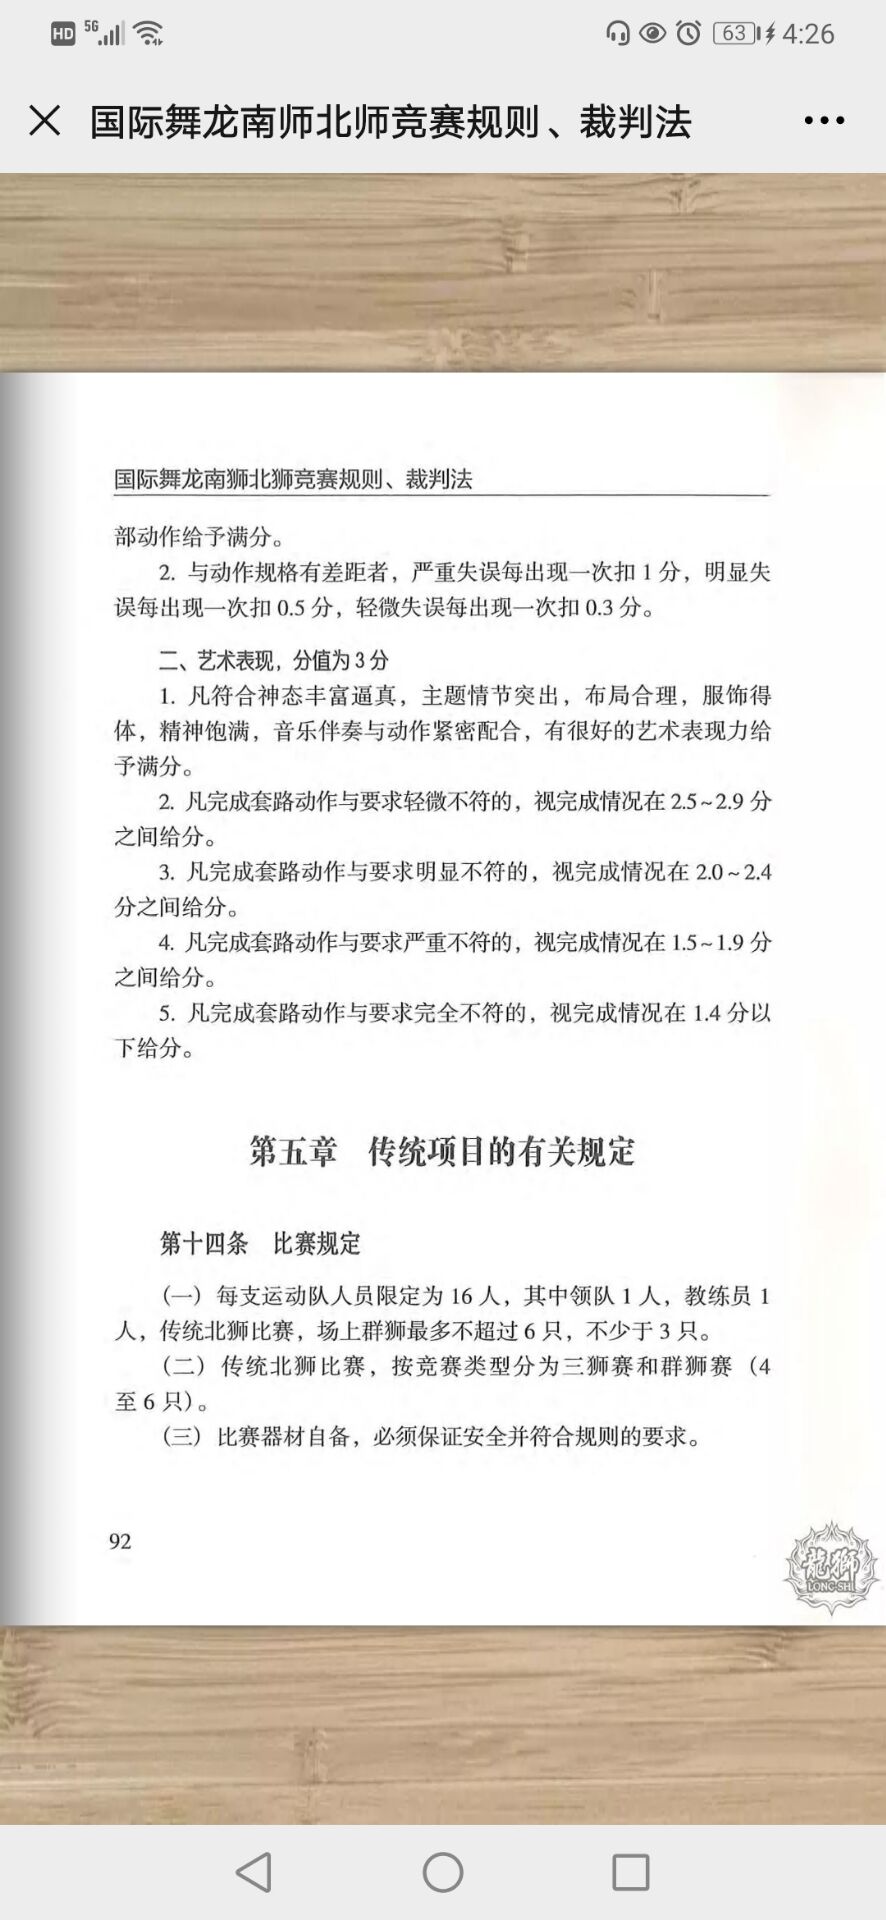 HD 5G 63 4:26
国际舞龙南师北师竞赛规则、裁判法
国际舞龙南狮北狮竞赛规则、裁判法
部动作给予满分。
2. 与动作规格有差距者，严重失误每出现一次扣 1 分，明显失
误每出现一次扣 0.5 分，轻微失误每出现一次扣 0.3 分。
二、艺术表现，分值为 3 分
1. 凡符合神态丰富逼真，主题情节突出，布局合理，服饰得
体，精神饱满，音乐伴奏与动作紧密配合，有很好的艺术表现力给
予满分。
2. 凡完成套路动作与要求轻微不符的，视完成情况在 2.5~2.9 分
之间给分。
3. 凡完成套路动作与要求明显不符的，视完成情况在 2.0~2.4
分之间给分。
4. 凡完成套路动作与要求严重不符的，视完成情况在 1.5~1.9 分
之间给分。
5. 凡完成套路动作与要求完全不符的，视完成情况在 1.4 分以
下给分。
第五章 传统项目的有关规定
第十四条 比赛规定
（一）每支运动队人员限定为 16 人，其中领队 1 人，教练员 1
人，传统北狮比赛，场上群狮最多不超过 6 只，不少于 3 只。
（二）传统北狮比赛，按竞赛类型分为三狮赛和群狮赛（4
至 6 只）。
（三）比赛器材自备，必须保证安全并符合规则的要求。
92
龍獅
LONG·SHI